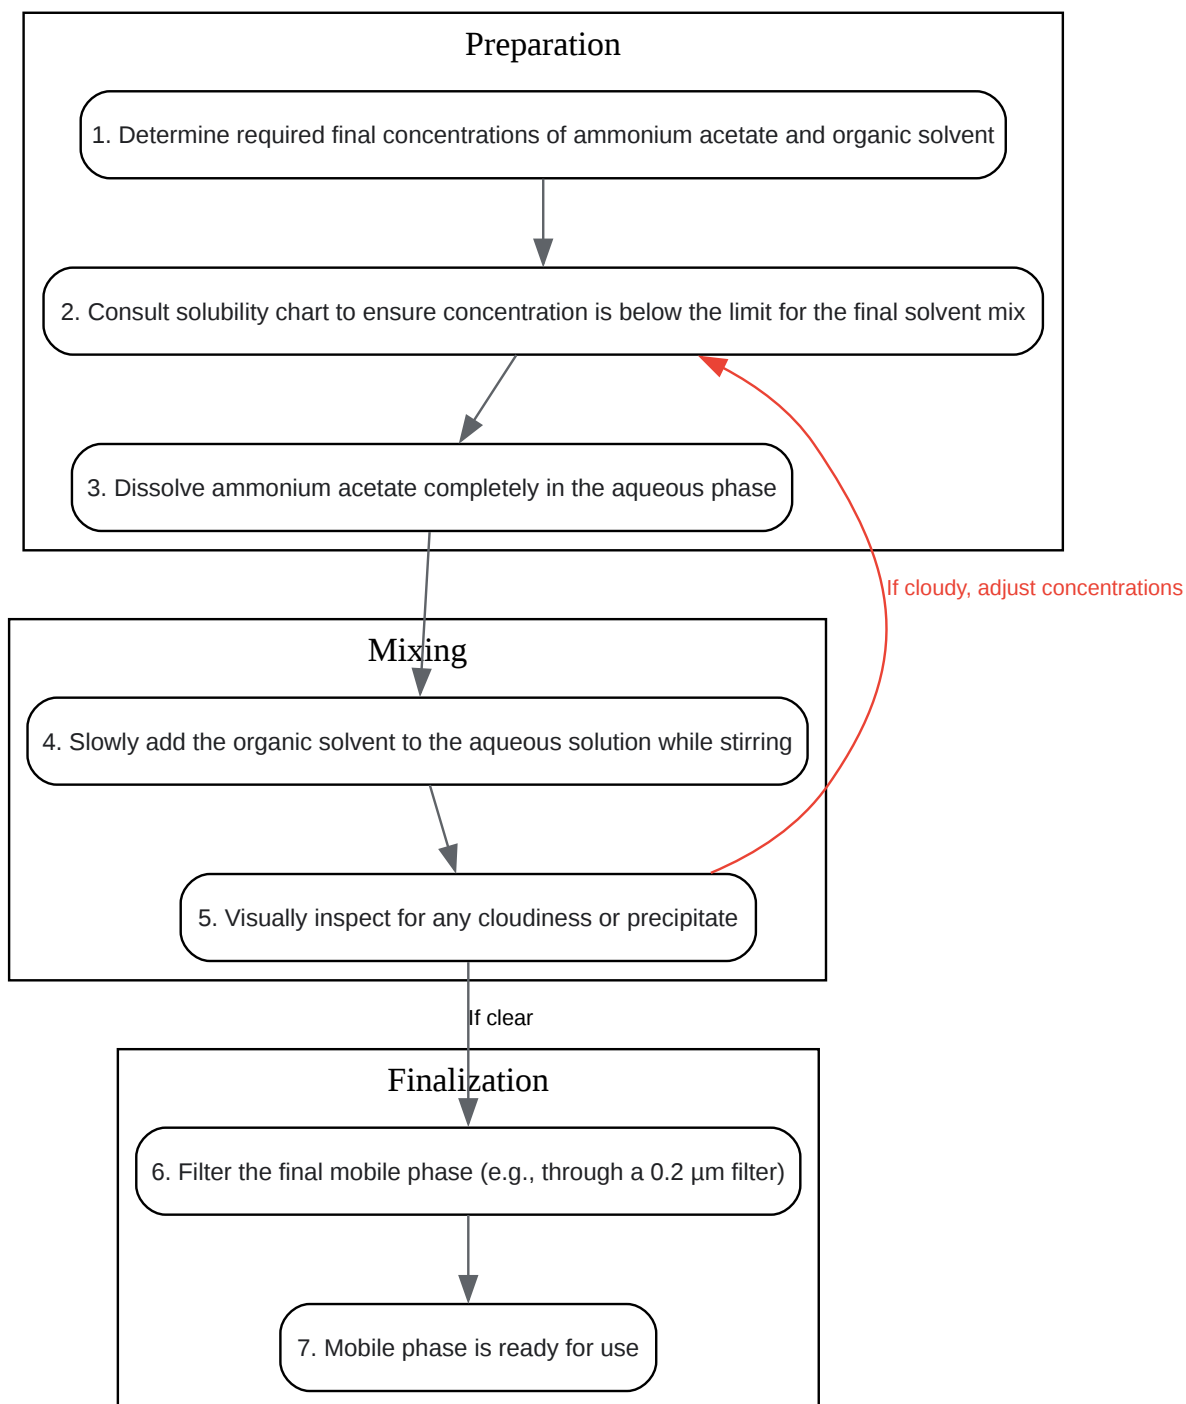 Preparation
1. Determine required final concentrations of ammonium acetate and organic solvent
2. Consult solubility chart to ensure concentration is below the limit for the final solvent mix
3. Dissolve ammonium acetate completely in the aqueous phase
If cloudy, adjust concentrations
Mixing
4. Slowly add the organic solvent to the aqueous solution while stirring
5. Visually inspect for any cloudiness or precipitate
If clear
Finalization
6. Filter the final mobile phase (e.g., through a 0.2 µm filter)
7. Mobile phase is ready for use